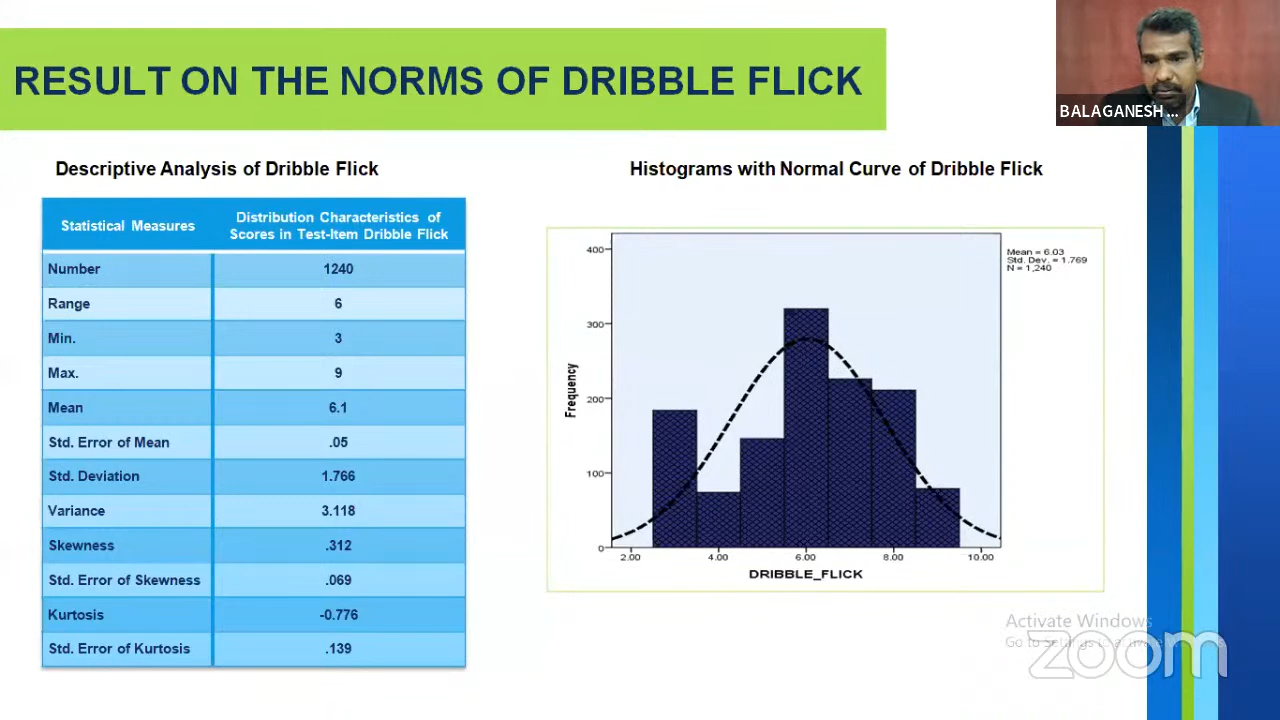 RESULT ON THE NORMS OF DRIBBLE FLICK
BALAGANESH ...
Descriptive Analysis of Dribble Flick
Statistical Measures
Distribution Characteristics of
Scores in Test-Item Dribble Flick
Number 1240
Range 6
Min. 3
Max. 9
Mean 6.1
Std. Error of Mean .05
Std. Deviation 1.766
Variance 3.118
Skewness .312
Std. Error of Skewness .069
Kurtosis -0.776
Std. Error of Kurtosis .139
Histograms with Normal Curve of Dribble Flick
Mean = 6.03
Std. Dev. = 1.769
N = 1,240
Frequency
400
300
200
100
0
2.00 4.00 6.00 8.00 10.00
DRIBBLE_FLICK
Activate Windows
Go to Settings to activate
zoom